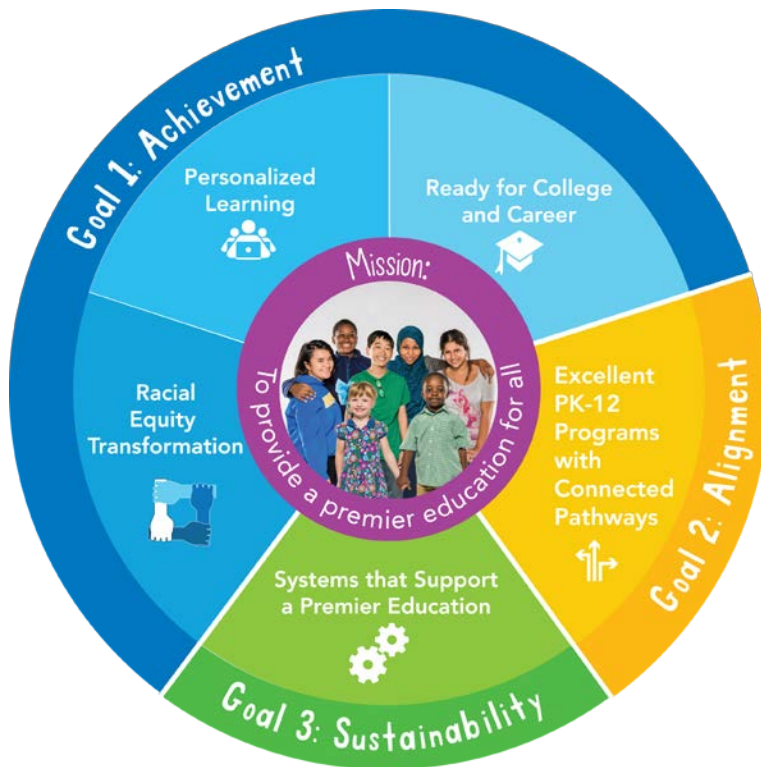 Goal 1: Achievement
Personalized
Learning
Ready for College
and Career
Racial
Equity
Transformation
Mission:
To provide a premier education for all
Excellent
PK-12
Programs
with
Connected
Pathways
Goal 2: Alignment
Systems that Support
a Premier Education
Goal 3: Sustainability